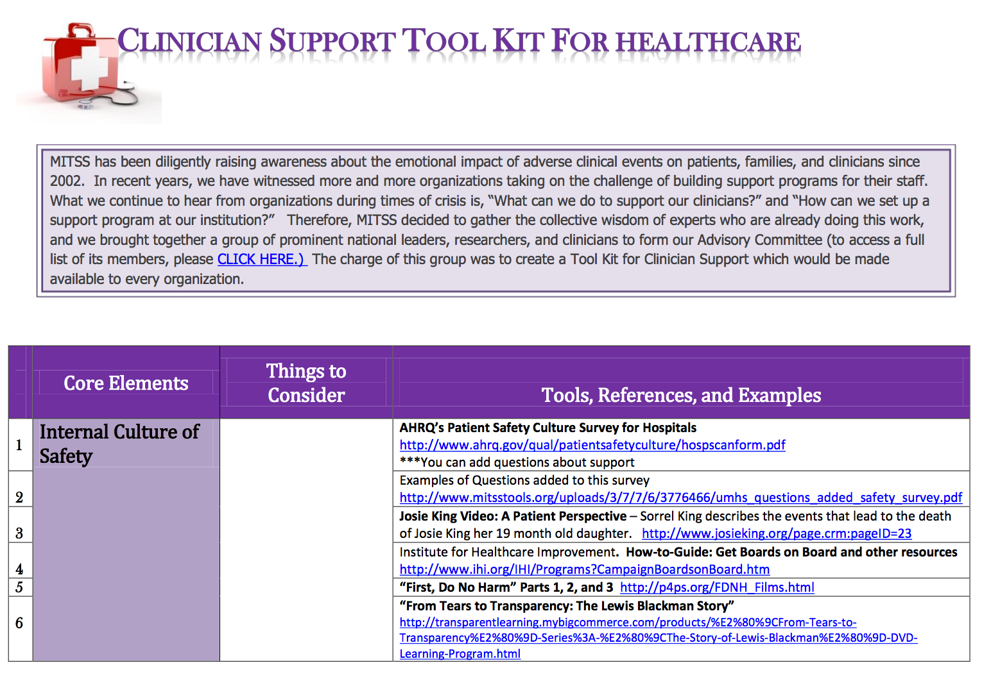 CLINICIAN SUPPORT TOOL KIT FOR HEALTHCARE
MITSS has been diligently raising awareness about the emotional impact of adverse clinical events on patients, families, and clinicians since
2002.  In recent years, we have witnessed more and more organizations taking on the challenge of building support programs for their staff.
What we continue to hear from organizations during times of crisis is, “What can we do to support our clinicians?” and “How can we set up a
support program at our institution?”   Therefore, MITSS decided to gather the collective wisdom of experts who are already doing this work,
and we brought together a group of prominent national leaders, researchers, and clinicians to form our Advisory Committee (to access a full
list of its members, please CLICK HERE.)  The charge of this group was to create a Tool Kit for Clinician Support which would be made
available to every organization.
Core Elements
Things to
Consider
Tools, References, and Examples
1
Internal Culture of
Safety
AHRQ’s Patient Safety Culture Survey for Hospitals
http://www.ahrq.gov/qual/patientsafetyculture/hospscanform.pdf
***You can add questions about support
2
Examples of Questions added to this survey
http://www.mitsstools.org/uploads/3/7/7/6/3776466/umhs_questions_added_safety_survey.pdf
3
Josie King Video: A Patient Perspective – Sorrel King describes the events that lead to the death
of Josie King her 19 month old daughter.   http://www.josieking.org/page.crm:pageID=23
4
Institute for Healthcare Improvement.  How-to-Guide: Get Boards on Board and other resources
http://www.ihi.org/IHI/Programs?CampaignBoardsonBoard.htm
5
“First, Do No Harm” Parts 1, 2, and 3  http://p4ps.org/FDNH_Films.html
6
“From Tears to Transparency: The Lewis Blackman Story”
http://transparentlearning.mybigcommerce.com/products/%E2%80%9CFrom-Tears-to-
Transparency%E2%80%9D-Series%3A-%E2%80%9CThe-Story-of-Lewis-Blackman%E2%80%9D-DVD-
Learning-Program.html